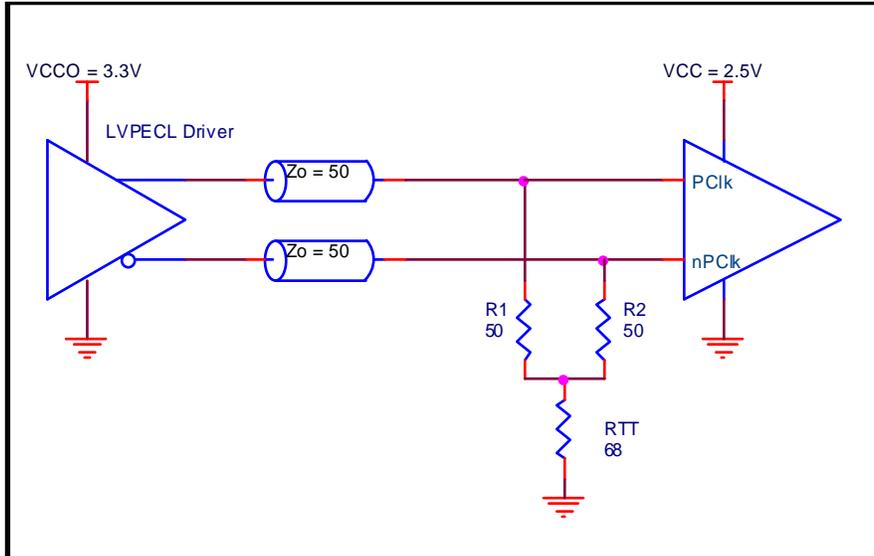 VCCO = 3.3V
VCC = 2.5V
LVPECL Driver
Zo = 50
PClk
Zo = 50
nPClk
R1
50
R2
50
RTT
68